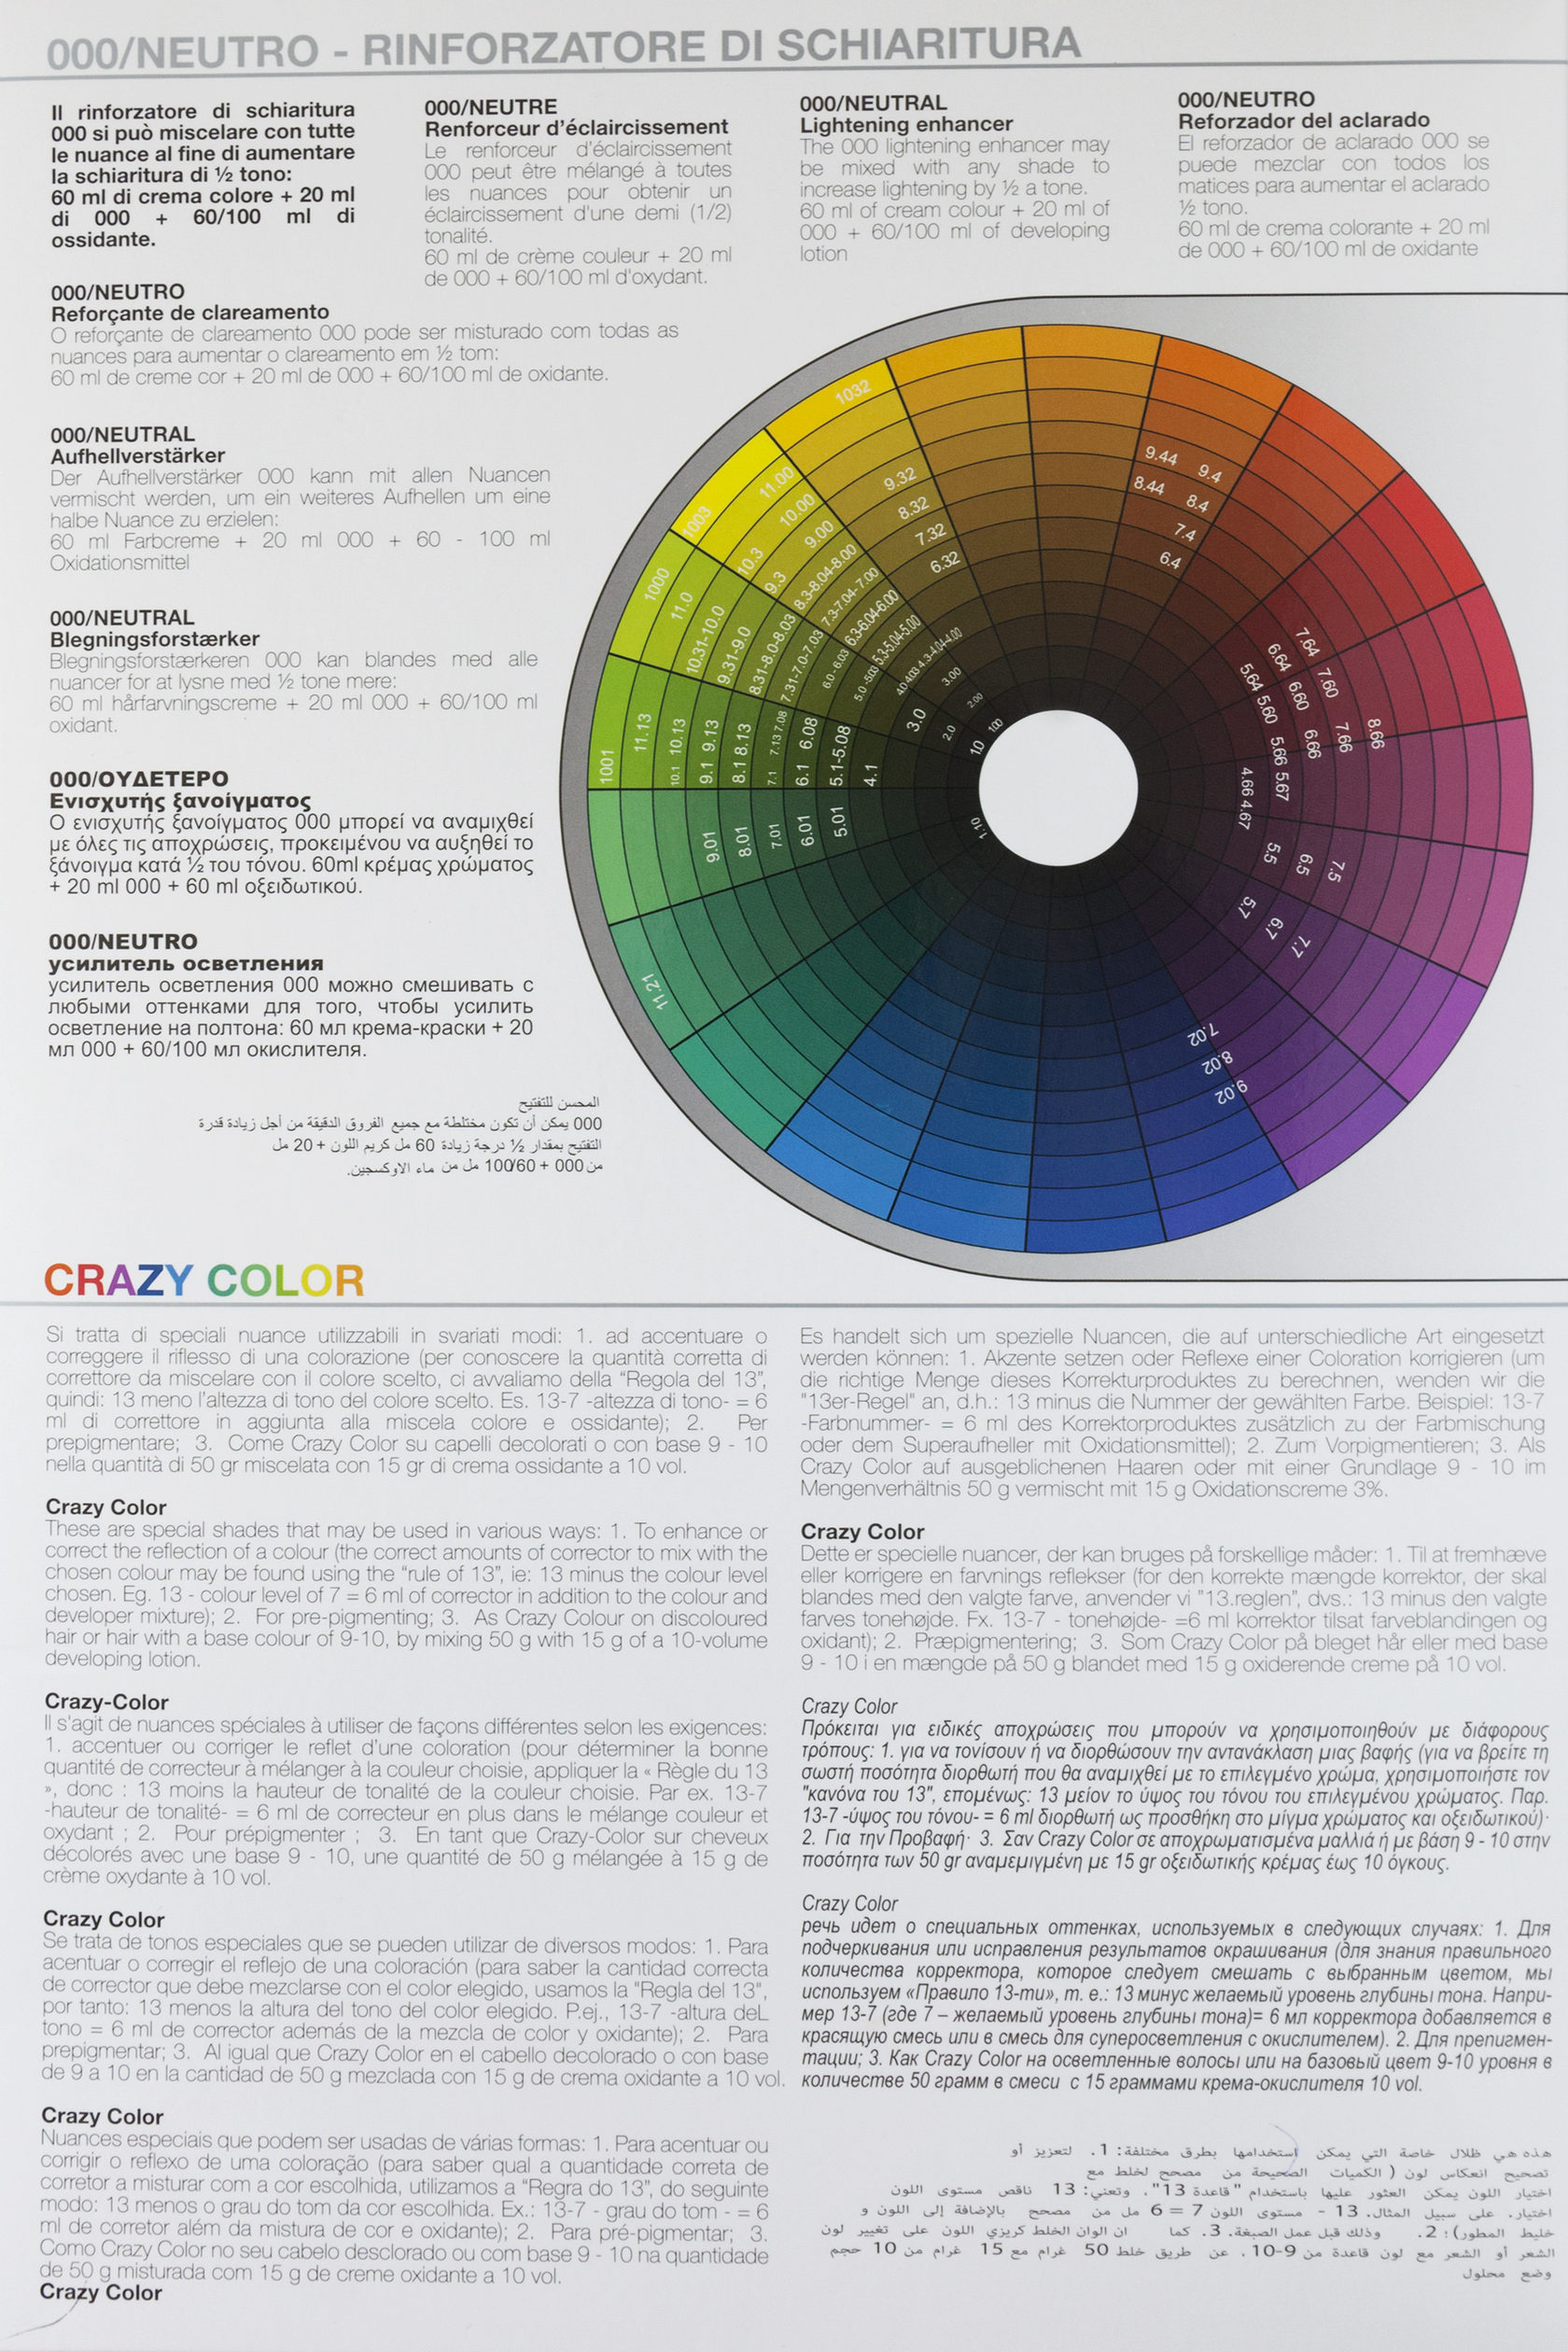 000/NEUTRO - RINFORZATORE DI SCHIARITURA
Il rinforzatore di schiaritura
000 si può miscelare con tutte
le nuance al fine di aumentare
la schiaritura di ½ tono:
60 ml di crema colore + 20 ml
di 000 + 60/100 ml di
ossidante.
000/NEUTRE
Renforceur d'éclaircissement
Le renforceur d'éclaircissement
000 peut être mélangé à toutes
les nuances pour obtenir un
éclaircissement d'une demi (1/2)
tonalité.
60 ml de crème couleur + 20 ml
de 000 + 60/100 ml d'oxydant.
000/NEUTRAL
Lightening enhancer
The 000 lightening enhancer may
be mixed with any shade to
increase lightening by ½ a tone.
60 ml of cream colour + 20 ml of
000 + 60/100 ml of developing
lotion
000/NEUTRO
Reforzador del aclarado
El reforzador de aclarado 000 se
puede mezclar con todos los
matices para aumentar el aclarado
½ tono.
60 ml de crema colorante + 20 ml
de 000 + 60/100 ml de oxidante
000/NEUTRO
Reforçante de clareamento
O reforçante de clareamento 000 pode ser misturado com todas as
nuances para aumentar o clareamento em ½ tom:
60 ml de creme cor + 20 ml de 000 + 60/100 ml de oxidante.
000/NEUTRAL
Aufhellverstärker
Der Aufhellverstärker 000 kann mit allen Nuancen
vermischt werden, um ein weiteres Aufhellen um eine
halbe Nuance zu erzielen:
60 ml Farbcreme + 20 ml 000 + 60 - 100 ml
Oxidationsmittel
000/NEUTRAL
Blegningsforstærker
Blegningsforstærkeren 000 kan blandes med alle
nuancer for at lysne med ½ tone mere:
60 ml hårfarvningscreme + 20 ml 000 + 60/100 ml
oxidant.
000/ΟΥΔΕΤΕΡΟ
Ενισχυτής ξανοίγματος
Ο ενισχυτής ξανοίγματος 000 μπορεί να αναμιχθεί
με όλες τις αποχρώσεις, προκειμένου να αυξηθεί το
ξάνοιγμα κατά ½ του τόνου. 60ml κρέμας χρώματος
+ 20 ml 000 + 60 ml οξειδωτικού.
000/NEUTRO
усилитель осветления
усилитель осветления 000 можно смешивать с
любыми оттенками для того, чтобы усилить
осветление на полтона: 60 мл крема-краски + 20
мл 000 + 60/100 мл окислителя.
المحسن للتفتيح
000 يمكن أن تكون مختلطة مع جميع الفروق الدقيقة من أجل زيادة قدرة
التفتيح بمقدار ½ درجة زيادة 60 مل كريم اللون + 20 مل
من 000 + 100/60 مل من ماء الاوكسجين.
1032
9.32
8.32
7.32
6.32
1003
11.00
10.00
9.00
8.3-8.04-8.00
7.3-7.04-7.00
6.3-6.04-6.00
5.3-5.04-5.00
3.00
2.00
100
10.3
9.3
1000
11.0
10.31-10.0
9.31-9.0
8.31-8.0-8.03
7.31-7.0-7.03
6.0 - 6.03
5.0 -5.03
3.0
2.0
1.0
1001
11.13
10.1 10.13
9.1 9.13
8.1 8.13
7.1 7.13 7.08
6.1 6.08
5.1-5.08
4.1
9.01
8.01
7.01
6.01
5.01
1.10
11.21
9.44 9.4
8.44 8.4
7.4
6.4
7.64
6.64 7.60
5.64 6.60
5.60
8.66
7.66
6.66
5.66 5.67
4.66 4.67
5.5
6.5
7.5
5.7
6.7
7.7
7.02
8.02
9.02
CRAZY COLOR
Si tratta di speciali nuance utilizzabili in svariati modi: 1. ad accentuare o
correggere il riflesso di una colorazione (per conoscere la quantità corretta di
correttore da miscelare con il colore scelto, ci avvaliamo della "Regola del 13",
quindi: 13 meno l'altezza di tono del colore scelto. Es. 13-7 -altezza di tono- = 6
ml di correttore in aggiunta alla miscela colore e ossidante); 2. Per
prepigmentare; 3. Come Crazy Color su capelli decolorati o con base 9 - 10
nella quantità di 50 gr miscelata con 15 gr di crema ossidante a 10 vol.
Crazy Color
These are special shades that may be used in various ways: 1. To enhance or
correct the reflection of a colour (the correct amounts of corrector to mix with the
chosen colour may be found using the "rule of 13", ie: 13 minus the colour level
chosen. Eg. 13 - colour level of 7 = 6 ml of corrector in addition to the colour and
developer mixture); 2. For pre-pigmenting; 3. As Crazy Colour on discoloured
hair or hair with a base colour of 9-10, by mixing 50 g with 15 g of a 10-volume
developing lotion.
Crazy-Color
Il s'agit de nuances spéciales à utiliser de façons différentes selon les exigences:
1. accentuer ou corriger le reflet d'une coloration (pour déterminer la bonne
quantité de correcteur à mélanger à la couleur choisie, appliquer la « Règle du 13
», donc : 13 moins la hauteur de tonalité de la couleur choisie. Par ex. 13-7
-hauteur de tonalité- = 6 ml de correcteur en plus dans le mélange couleur et
oxydant ; 2. Pour prépigmenter ; 3. En tant que Crazy-Color sur cheveux
décolorés avec une base 9 - 10, une quantité de 50 g mélangée à 15 g de
crème oxydante à 10 vol.
Crazy Color
Se trata de tonos especiales que se pueden utilizar de diversos modos: 1. Para
acentuar o corregir el reflejo de una coloración (para saber la cantidad correcta
de corrector que debe mezclarse con el color elegido, usamos la "Regla del 13",
por tanto: 13 menos la altura del tono del color elegido. P.ej., 13-7 -altura deL
tono = 6 ml de corrector además de la mezcla de color y oxidante); 2. Para
prepigmentar; 3. Al igual que Crazy Color en el cabello decolorado o con base
de 9 a 10 en la cantidad de 50 g mezclada con 15 g de crema oxidante a 10 vol.
Crazy Color
Nuances especiais que podem ser usadas de várias formas: 1. Para acentuar ou
corrigir o reflexo de uma coloração (para saber qual a quantidade correta de
corretor a misturar com a cor escolhida, utilizamos a "Regra do 13", do seguinte
modo: 13 menos o grau do tom da cor escolhida. Ex.: 13-7 - grau do tom - = 6
ml de corretor além da mistura de cor e oxidante); 2. Para pré-pigmentar; 3.
Como Crazy Color no seu cabelo desclorado ou com base 9 - 10 na quantidade
de 50 g misturada com 15 g de creme oxidante a 10 vol.
Crazy Color
Es handelt sich um spezielle Nuancen, die auf unterschiedliche Art eingesetzt
werden können: 1. Akzente setzen oder Reflexe einer Coloration korrigieren (um
die richtige Menge dieses Korrekturproduktes zu berechnen, wenden wir die
"13er-Regel" an, d.h.: 13 minus die Nummer der gewählten Farbe. Beispiel: 13-7
-Farbnummer- = 6 ml des Korrektorproduktes zusätzlich zu der Farbmischung
oder dem Superaufheller mit Oxidationsmittel); 2. Zum Vorpigmentieren; 3. Als
Crazy Color auf ausgeblichenen Haaren oder mit einer Grundlage 9 - 10 im
Mengenverhältnis 50 g vermischt mit 15 g Oxidationscreme 3%.
Crazy Color
Dette er specielle nuancer, der kan bruges på forskellige måder: 1. Til at fremhæve
eller korrigere en farvnings reflekser (for den korrekte mængde korrektor, der skal
blandes med den valgte farve, anvender vi "13.reglen", dvs.: 13 minus den valgte
farves tonehøjde. Fx. 13-7 - tonehøjde- =6 ml korrektor tilsat farveblandingen og
oxidant); 2. Præpigmentering; 3. Som Crazy Color på bleget hår eller med base
9 - 10 i en mængde på 50 g blandet med 15 g oxiderende creme på 10 vol.
Crazy Color
Πρόκειται για ειδικές αποχρώσεις που μπορούν να χρησιμοποιηθούν με διάφορους
τρόπους: 1. για να τονίσουν ή να διορθώσουν την αντανάκλαση μιας βαφής (για να βρείτε τη
σωστή ποσότητα διορθωτή που θα αναμιχθεί με το επιλεγμένο χρώμα, χρησιμοποιήστε τον
"κανόνα του 13", επομένως: 13 μείον το ύψος του τόνου του επιλεγμένου χρώματος. Παρ.
13-7 -ύψος του τόνου- = 6 ml διορθωτή ως προσθήκη στο μίγμα χρώματος και οξειδωτικού)·
2. Για την Προβαφή· 3. Σαν Crazy Color σε αποχρωματισμένα μαλλιά ή με βάση 9 - 10 στην
ποσότητα των 50 gr αναμεμιγμένη με 15 gr οξειδωτικής κρέμας έως 10 όγκους.
Crazy Color
речь идет о специальных оттенках, используемых в следующих случаях: 1. Для
подчеркивания или исправления результатов окрашивания (для знания правильного
количества корректора, которое следует смешать с выбранным цветом, мы
используем «Правило 13-ти», т. е.: 13 минус желаемый уровень глубины тона. Напри-
мер 13-7 (где 7 – желаемый уровень глубины тона)= 6 мл корректора добавляется в
красящую смесь или в смесь для суперосветления с окислителем). 2. Для препигмен-
тации; 3. Как Crazy Color на осветленные волосы или на базовый цвет 9-10 уровня в
количестве 50 грамм в смеси с 15 граммами крема-окислителя 10 vol.
هذه هي ظلال خاصة التي يمكن استخدامها بطرق مختلفة: 1. لتعزيز أو
تصحيح انعكاس لون ( الكميات الصحيحة من مصحح لخلط مع
اختيار اللون يمكن العثور عليها باستخدام "قاعدة 13". وتعني: 13 ناقص مستوى اللون
اختيار. على سبيل المثال. 13 - مستوى اللون 7 = 6 مل من مصحح بالإضافة إلى اللون و
خليط المطور)؛ 2. وذلك قبل عمل الصبغة. 3. كما ان الوان الخلط كريزي اللون على تغيير لون
الشعر أو الشعر مع لون قاعدة من 9-10. عن طريق خلط 50 غرام مع 15 غرام من 10 حجم
وضع محلول